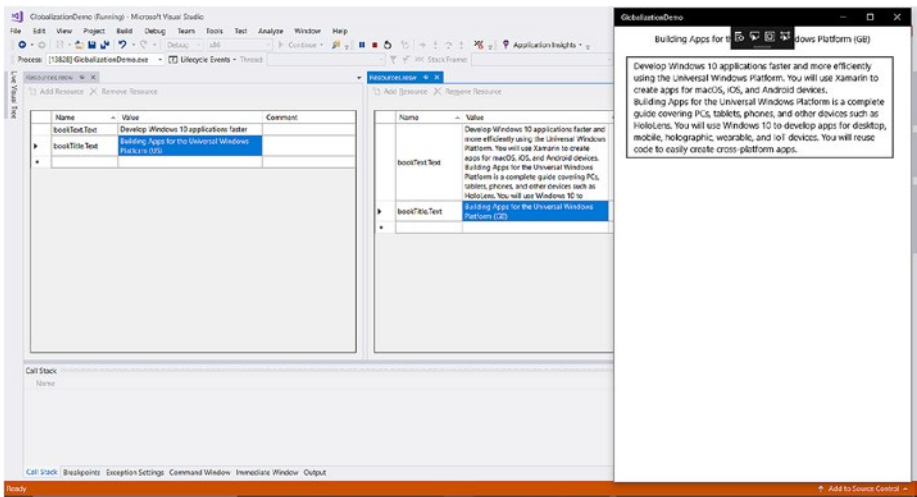 GlobalizationDemo (Running) - Microsoft Visual Studio
File Edit View Project Build Debug Team Tools Test Analyze Window Help
Debug x86 Continue Application Insights
Process: [13828] GlobalizationDemo.exe Lifecycle Events Thread: Stack Frame:
Live Visual Tree
Resources.resw
Add Resource Remove Resource
Name Value Comment
bookText.Text Develop Windows 10 applications faster
bookTitle.Text Building Apps for the Universal Windows
Platform (US)
Resources.resw
Add Resource Remove Resource
Name Value
bookText.Text
Develop Windows 10 applications faster and
more efficiently using the Universal Windows
Platform. You will use Xamarin to create
apps for macOS, iOS, and Android devices.
Building Apps for the Universal Windows
Platform is a complete guide covering PCs,
tablets, phones, and other devices such as
HoloLens. You will use Windows 10 to
bookTitle.Text Building Apps for the Universal Windows
Platform (GB)
Call Stack
Name
Call Stack Breakpoints Exception Settings Command Window Immediate Window Output
Ready
Add to Source Control
GlobalizationDemo
Building Apps for t dows Platform (GB)
Develop Windows 10 applications faster and more efficiently
using the Universal Windows Platform. You will use Xamarin to
create apps for macOS, iOS, and Android devices.
Building Apps for the Universal Windows Platform is a complete
guide covering PCs, tablets, phones, and other devices such as
HoloLens. You will use Windows 10 to develop apps for desktop,
mobile, holographic, wearable, and IoT devices. You will reuse
code to easily create cross-platform apps.